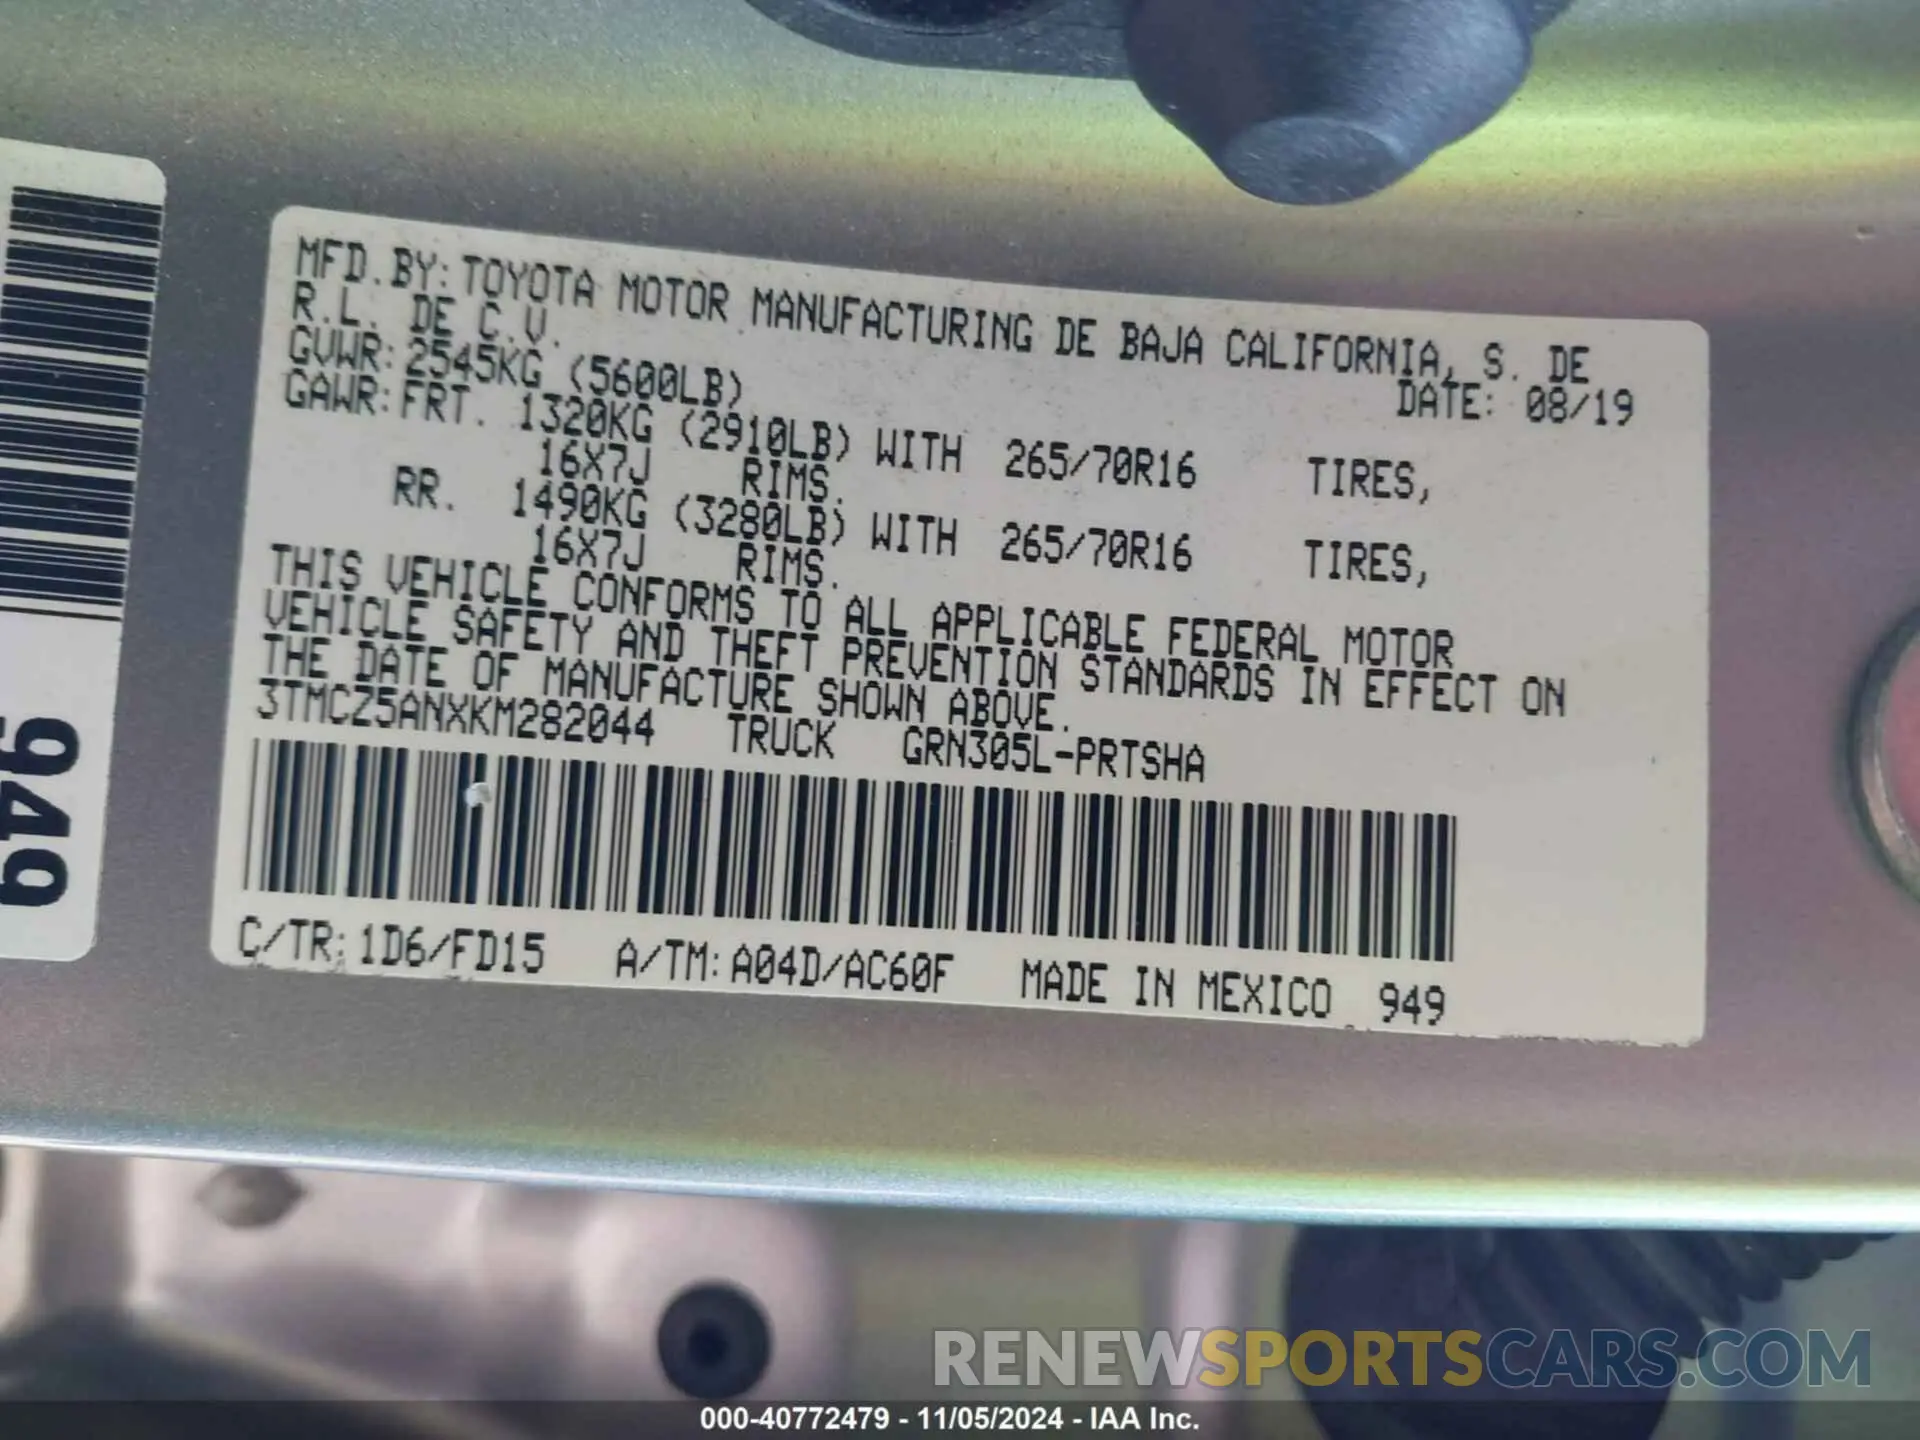 MFD.BY:TOYOTA MOTOR MANUFACTURING DE BAJA CALIFORNIA, S. DE
R.L. DE C.V. DATE: 08/19
GVWR:2545KG (5600LB)
GAWR:FRT. 1320KG (2910LB) WITH 265/70R16 TIRES,
16X7J RIMS.
RR. 1490KG (3280LB) WITH 265/70R16 TIRES,
16X7J RIMS.
THIS VEHICLE CONFORMS TO ALL APPLICABLE FEDERAL MOTOR
VEHICLE SAFETY AND THEFT PREVENTION STANDARDS IN EFFECT ON
THE DATE OF MANUFACTURE SHOWN ABOVE.
3TMCZ5ANXKM282044 TRUCK GRN305L-PRTSHA
C/TR:1D6/FD15 A/TM:A04D/AC60F MADE IN MEXICO 949
949
RENEWSPORTSCARS.COM
000-40772479 - 11/05/2024 - IAA Inc.